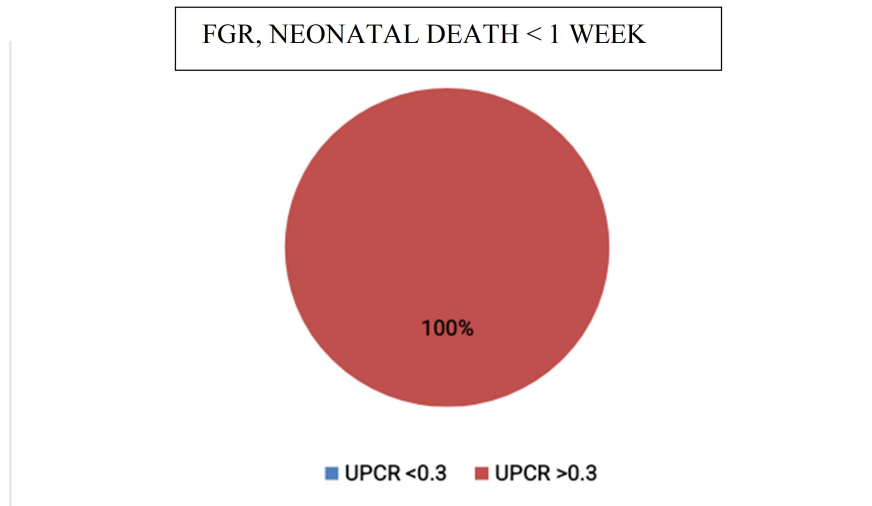 FGR, NEONATAL DEATH < 1 WEEK
100%
UPCR <0.3 UPCR >0.3